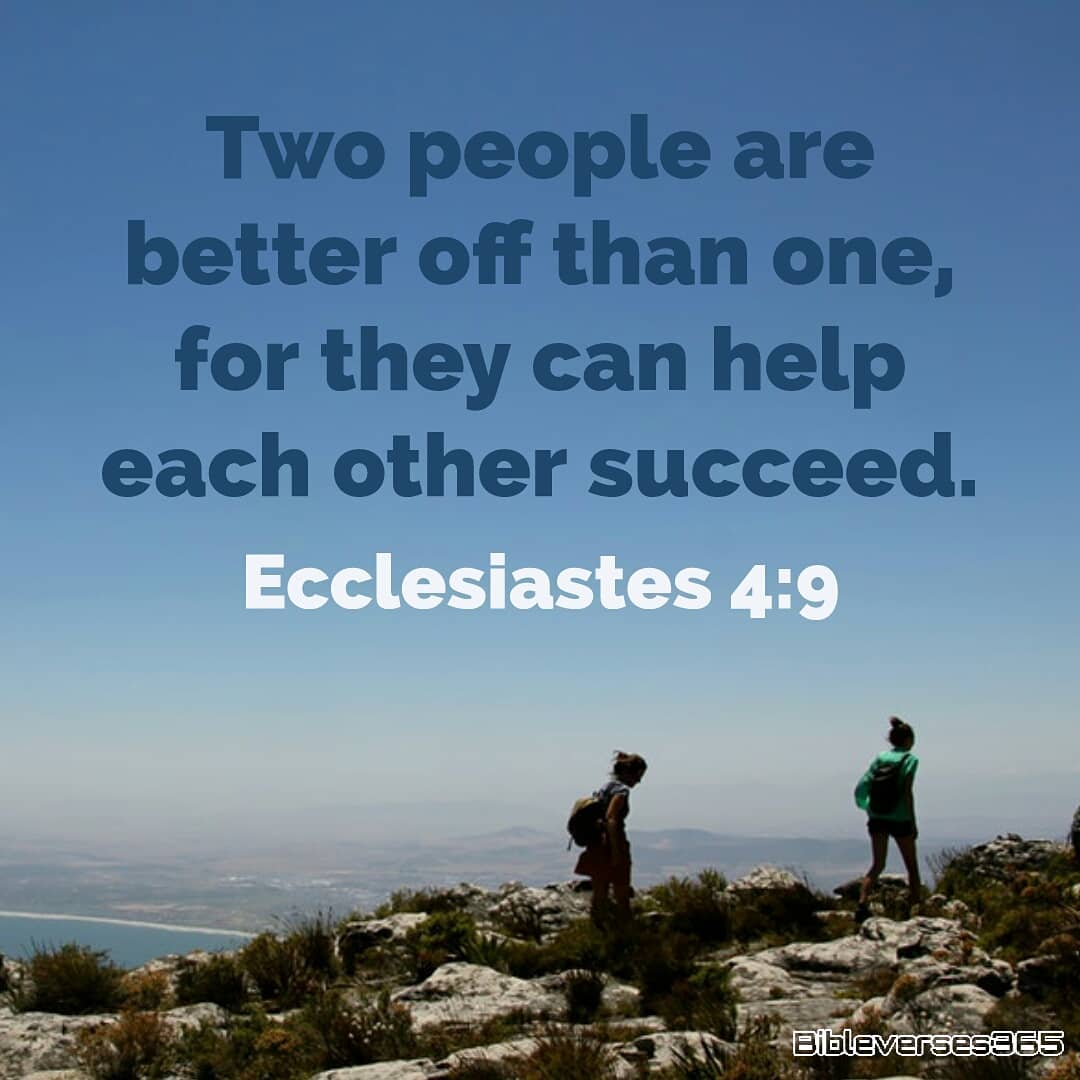 Two people are
better off than one,
for they can help
each other succeed.
Ecclesiastes 4:9
Bibleverses365